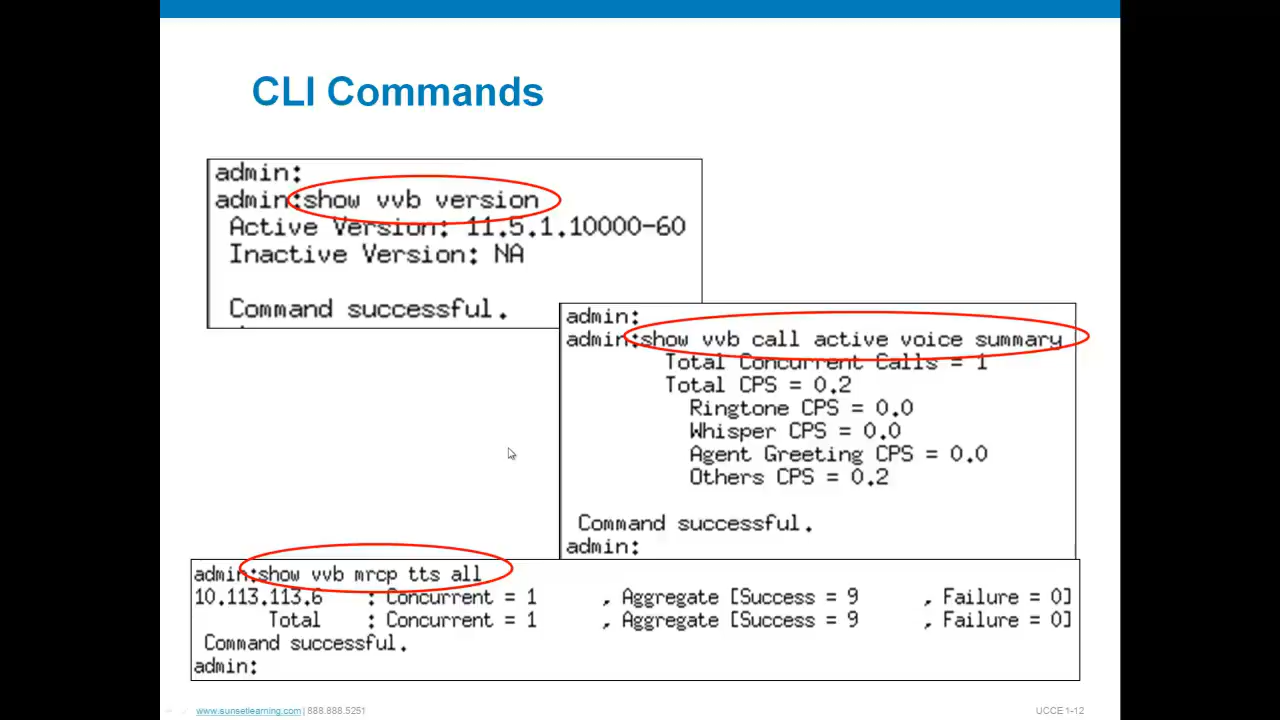 CLI Commands
admin:
admin:show vvb version
Active Version: 11.5.1.10000-60
Inactive Version: NA
Command successful.
admin:
admin:show vvb call active voice summary
Total Concurrent Calls = 1
Total CPS = 0.2
Ringtone CPS = 0.0
Whisper CPS = 0.0
Agent Greeting CPS = 0.0
Others CPS = 0.2
Command successful.
admin:
admin:show vvb mrcp tts all
10.113.113.6 : Concurrent = 1 , Aggregate [Success = 9 , Failure = 0]
Total : Concurrent = 1 , Aggregate [Success = 9 , Failure = 0]
Command successful.
admin:
www.sunsetlearning.com | 888.888.5251
UCCE 1-12